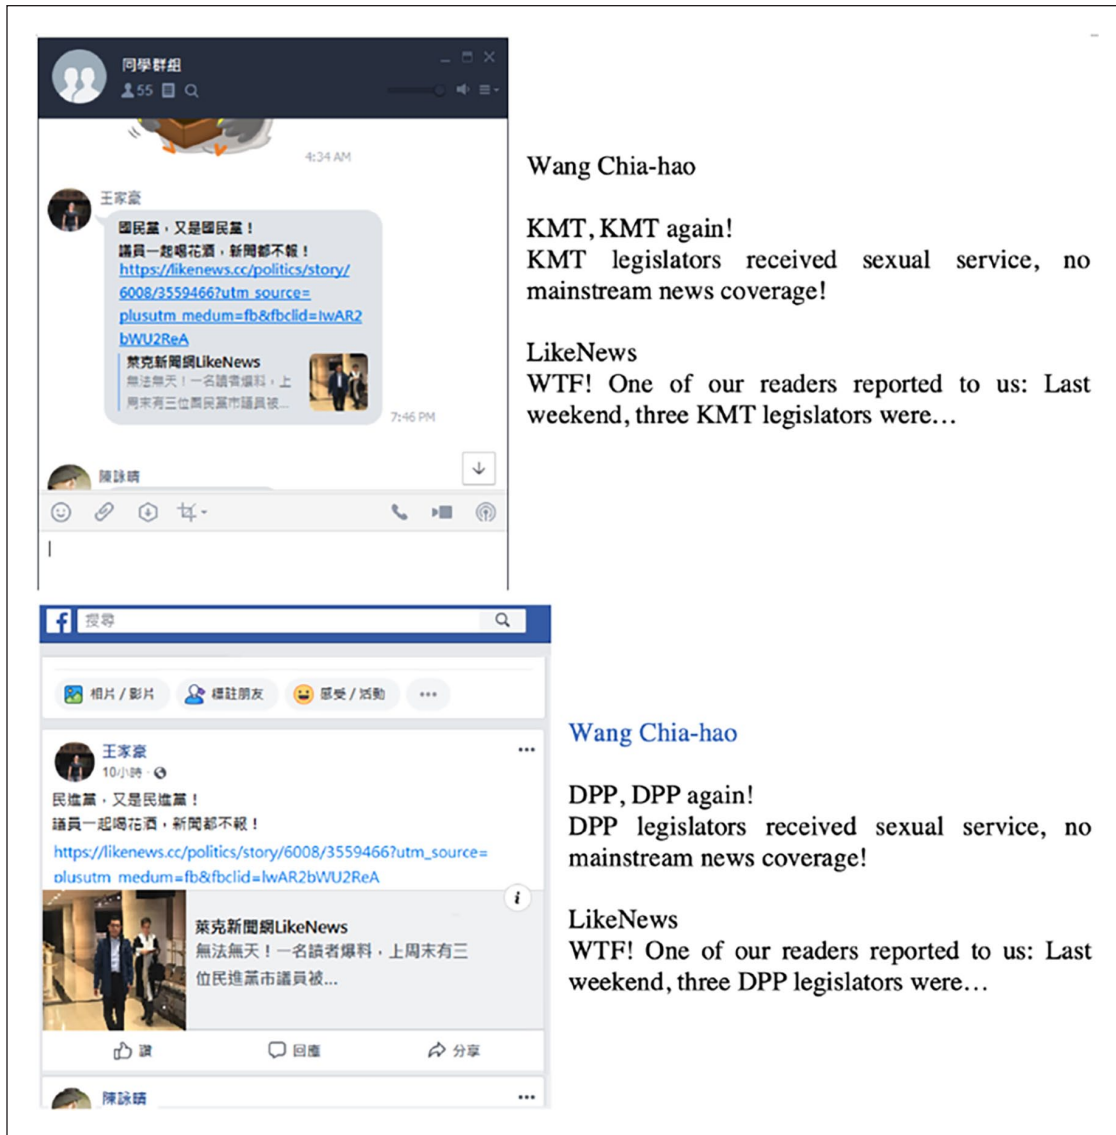 同學群組
55
4:34 AM
王家豪
國民黨，又是國民黨！
議員一起喝花酒，新聞都不報！
https://likenews.cc/politics/story/
6008/3559466?utm_source=
plusutm_medum=fb&fbclid=IwAR2
bWU2ReA
萊克新聞網LikeNews
無法無天！一名讀者爆料，上
周末有三位國民黨市議員被...
7:46 PM
陳詠晴
Wang Chia-hao
KMT, KMT again!
KMT legislators received sexual service, no
mainstream news coverage!
LikeNews
WTF! One of our readers reported to us: Last
weekend, three KMT legislators were…
搜尋
相片 / 影片
標註朋友
感受 / 活動
王家豪
10小時
民進黨，又是民進黨！
議員一起喝花酒，新聞都不報！
https://likenews.cc/politics/story/6008/3559466?utm_source=
plusutm_medum=fb&fbclid=IwAR2bWU2ReA
萊克新聞網LikeNews
無法無天！一名讀者爆料，上周末有三
位民進黨市議員被...
讚
回應
分享
陳詠晴
Wang Chia-hao
DPP, DPP again!
DPP legislators received sexual service, no
mainstream news coverage!
LikeNews
WTF! One of our readers reported to us: Last
weekend, three DPP legislators were…